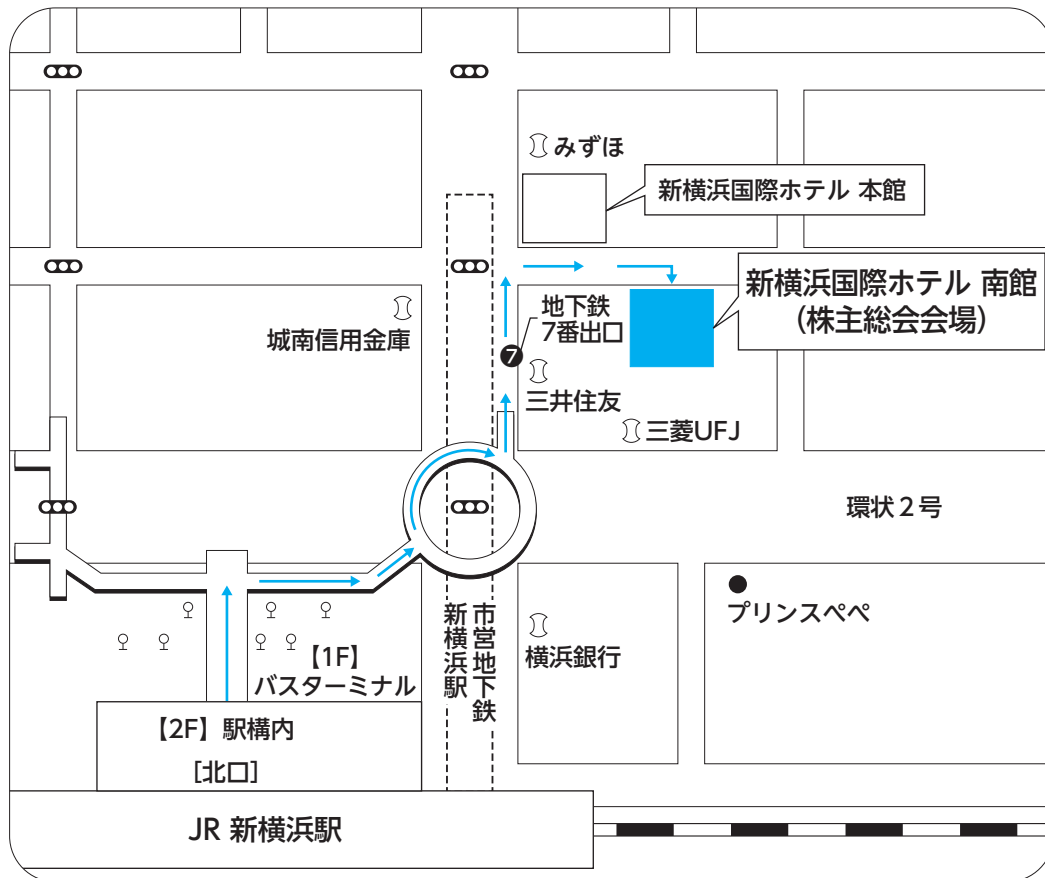 みずほ
新横浜国際ホテル 本館
新横浜国際ホテル 南館
(株主総会会場)
地下鉄
7番出口
7
城南信用金庫
三井住友
三菱UFJ
環状2号
プリンスペペ
市営地下鉄
新横浜駅
横浜銀行
【1F】
バスターミナル
【2F】駅構内
［北口］
JR 新横浜駅